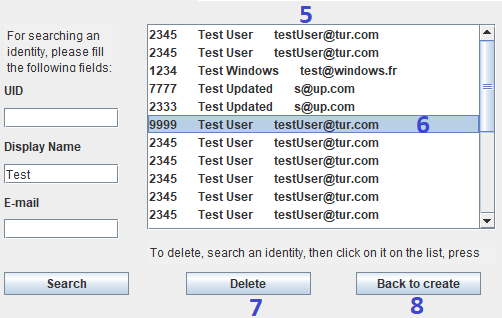 5
For searching an
identity, please fill
the following fields:
UID
Display Name
Test
E-mail
Search
2345 Test User testUser@tur.com
2345 Test User testUser@tur.com
1234 Test Windows test@windows.fr
7777 Test Updated s@up.com
2333 Test Updated s@up.com
9999 Test User testUser@tur.com 6
2345 Test User testUser@tur.com
2345 Test User testUser@tur.com
2345 Test User testUser@tur.com
2345 Test User testUser@tur.com
2345 Test User testUser@tur.com
To delete, search an identity, then click on it on the list, press
Delete
Back to create
7
8